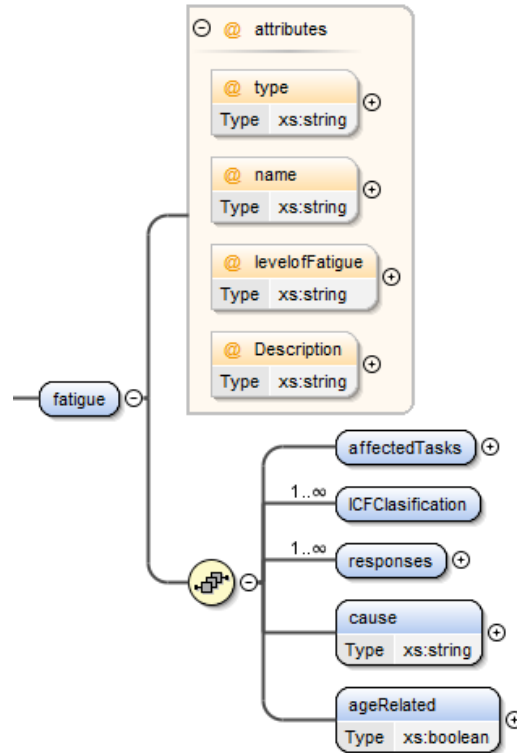 @ attributes
@ type
Type xs:string
@ name
Type xs:string
@ levelofFatigue
Type xs:string
@ Description
Type xs:string
fatigue
affectedTasks
1..∞
ICFClasification
1..∞
responses
cause
Type xs:string
ageRelated
Type xs:boolean